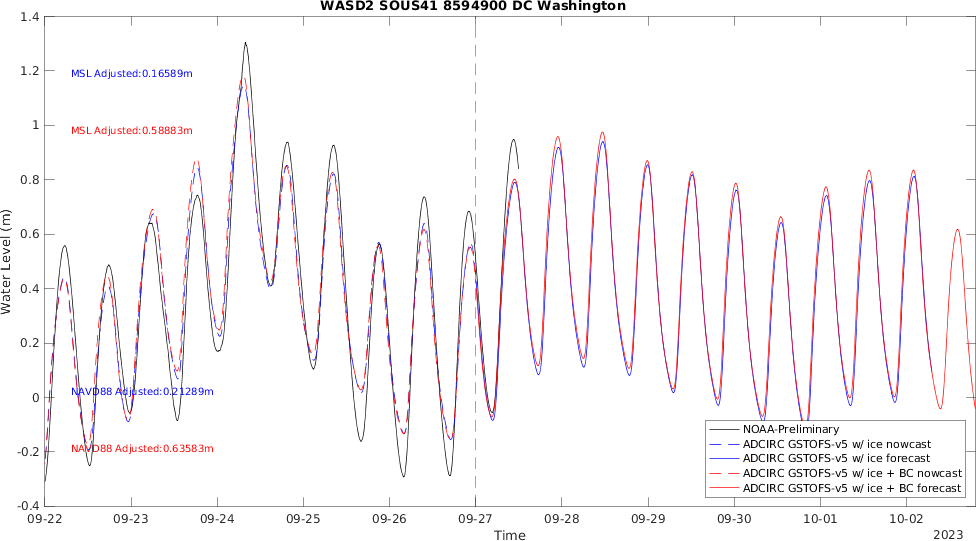 WASD2 SOUS41 8594900 DC Washington
1.4
1.2
1
0.8
0.6
0.4
0.2
0
-0.2
-0.4
Water Level (m)
MSL Adjusted:0.16589m
MSL Adjusted:0.58883m
NAVD88 Adjusted:0.21289m
NAVD88 Adjusted:0.63583m
NOAA-Preliminary
ADCIRC GSTOFS-v5 w/ ice nowcast
ADCIRC GSTOFS-v5 w/ ice forecast
ADCIRC GSTOFS-v5 w/ ice + BC nowcast
ADCIRC GSTOFS-v5 w/ ice + BC forecast
09-22 09-23 09-24 09-25 09-26 09-27 09-28 09-29 09-30 10-01 10-02
Time
2023